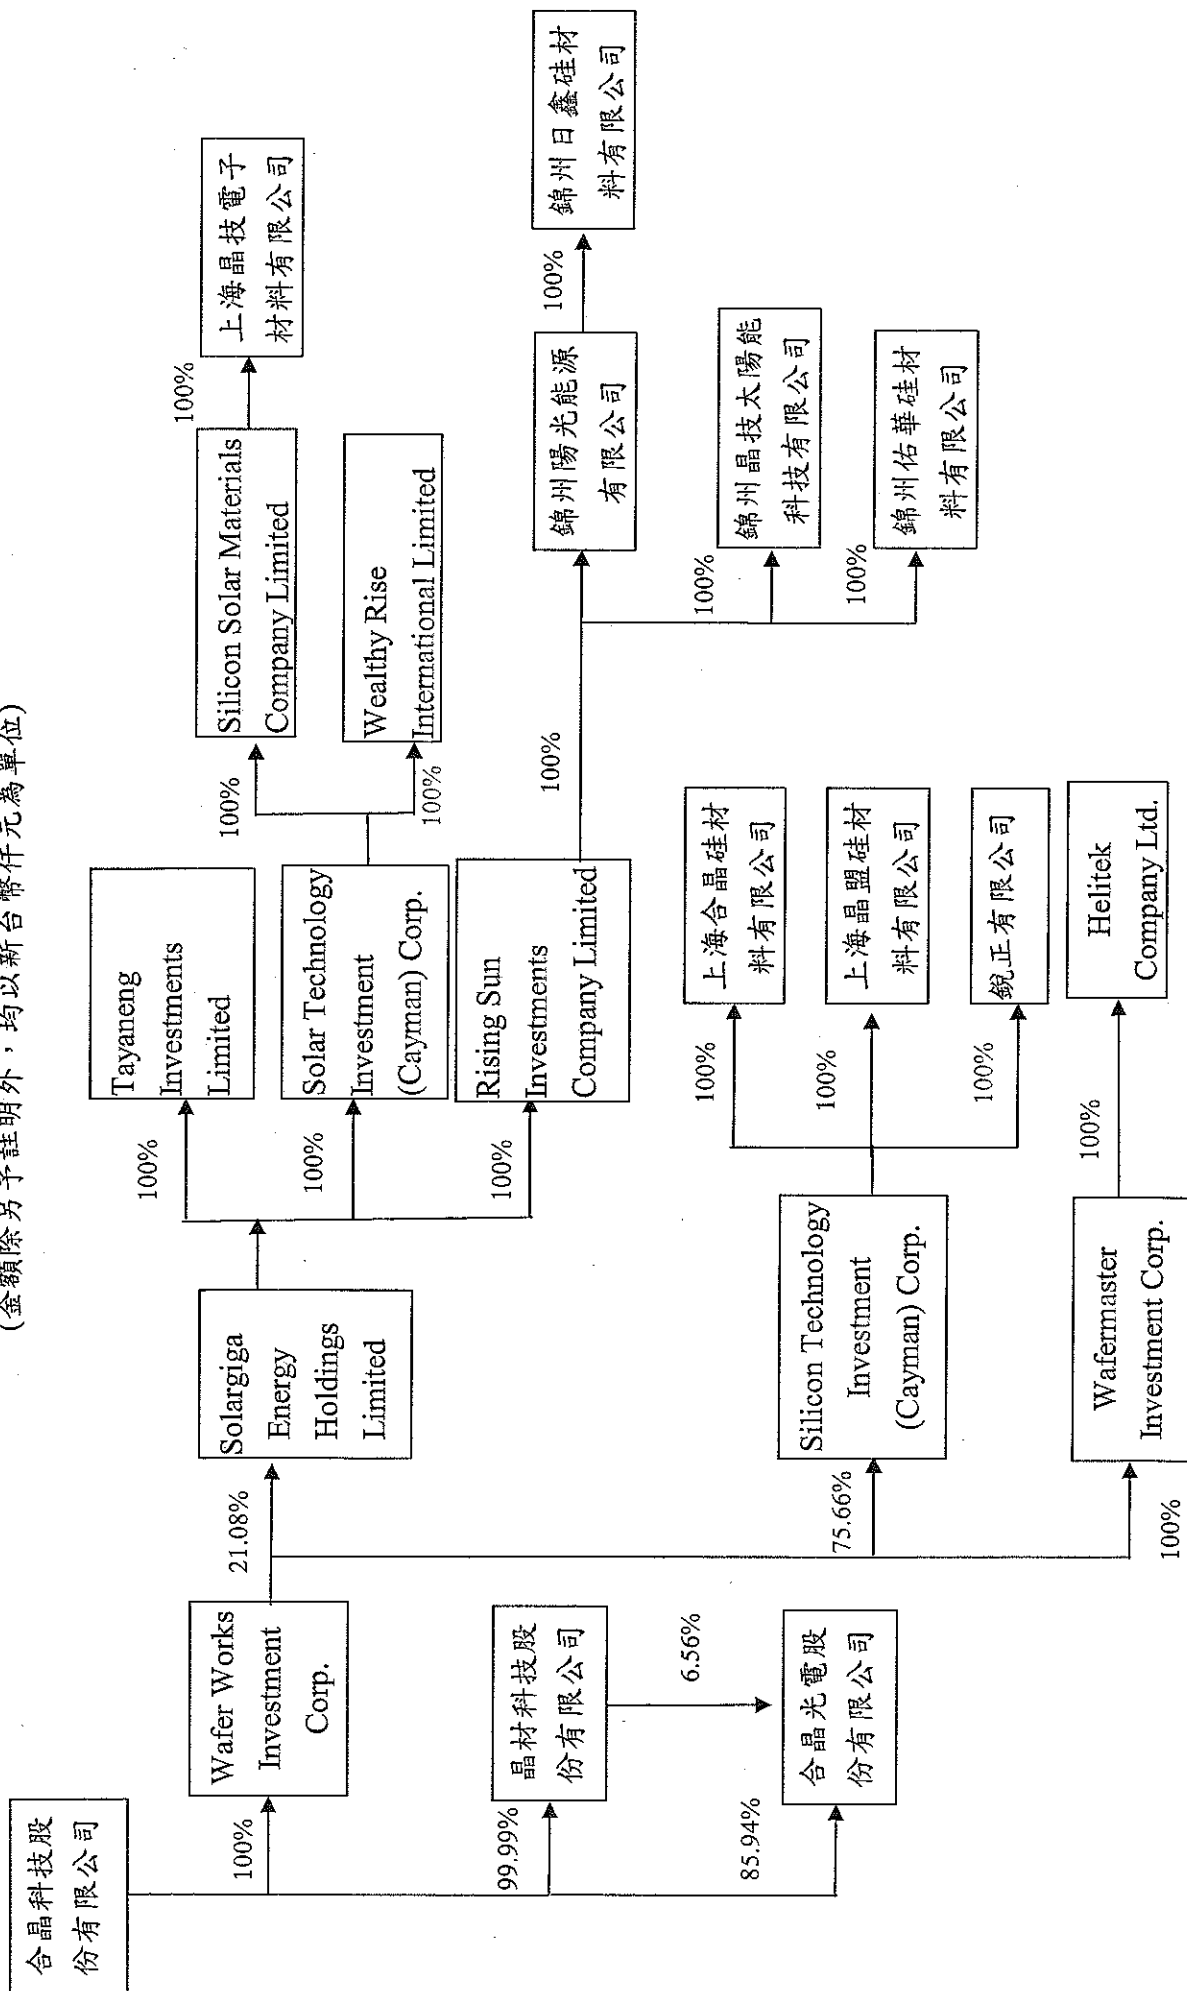 (金額除另予註明外，均以新台幣仟元為單位)
合晶科技股
份有限公司
100%
99.99%
85.94%
Wafer Works
Investment
Corp.
晶材科技股
份有限公司
6.56%
合晶光電股
份有限公司
21.08%
75.66%
100%
Solargiga
Energy
Holdings
Limited
Silicon Technology
Investment
(Cayman) Corp.
Wafermaster
Investment Corp.
100%
100%
100%
100%
100%
100%
100%
Tayaneng
Investments
Limited
Solar Technology
Investment
(Cayman) Corp.
Rising Sun
Investments
Company Limited
上海合晶硅材
料有限公司
上海晶盟硅材
料有限公司
銳正有限公司
Helitek
Company Ltd.
100%
100%
100%
Silicon Solar Materials
Company Limited
Wealthy Rise
International Limited
100%
100%
錦州陽光能源
有限公司
錦州晶技太陽能
科技有限公司
錦州佑華硅材
料有限公司
100%
100%
上海晶技電子
材料有限公司
錦州日鑫硅材
料有限公司